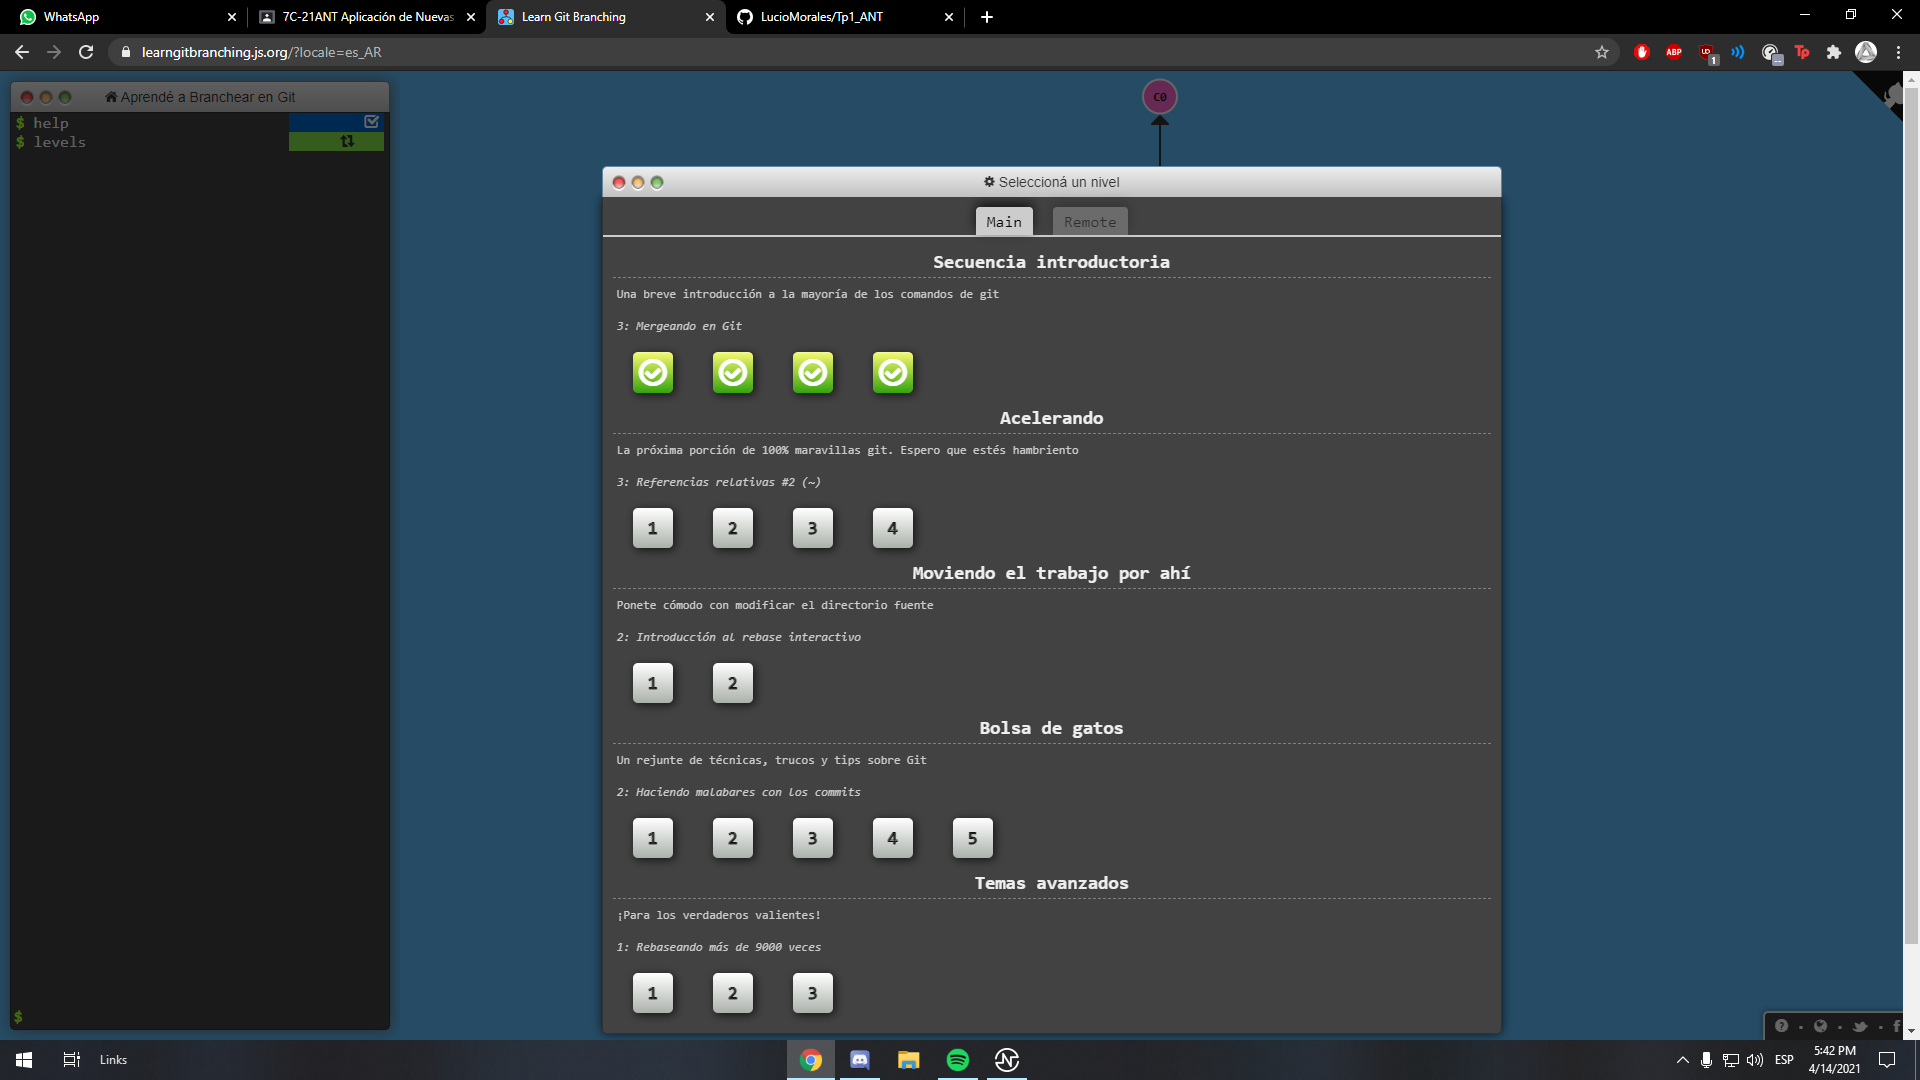 WhatsApp
7C-21ANT Aplicación de Nuevas
Learn Git Branching
LucioMorales/Tp1_ANT
learngitbranching.js.org/?locale=es_AR
ABP
1
Tp
Aprendé a Branchear en Git
$ help
$ levels
$
C0
Seleccioná un nivel
Main
Remote
Secuencia introductoria
Una breve introducción a la mayoría de los comandos de git
3: Mergeando en Git
Acelerando
La próxima porción de 100% maravillas git. Espero que estés hambriento
3: Referencias relativas #2 (~)
1 2 3 4
Moviendo el trabajo por ahí
Ponete cómodo con modificar el directorio fuente
2: Introducción al rebase interactivo
1 2
Bolsa de gatos
Un rejunte de técnicas, trucos y tips sobre Git
2: Haciendo malabares con los commits
1 2 3 4 5
Temas avanzados
¡Para los verdaderos valientes!
1: Rebaseando más de 9000 veces
1 2 3
Links
ESP
5:42 PM
4/14/2021